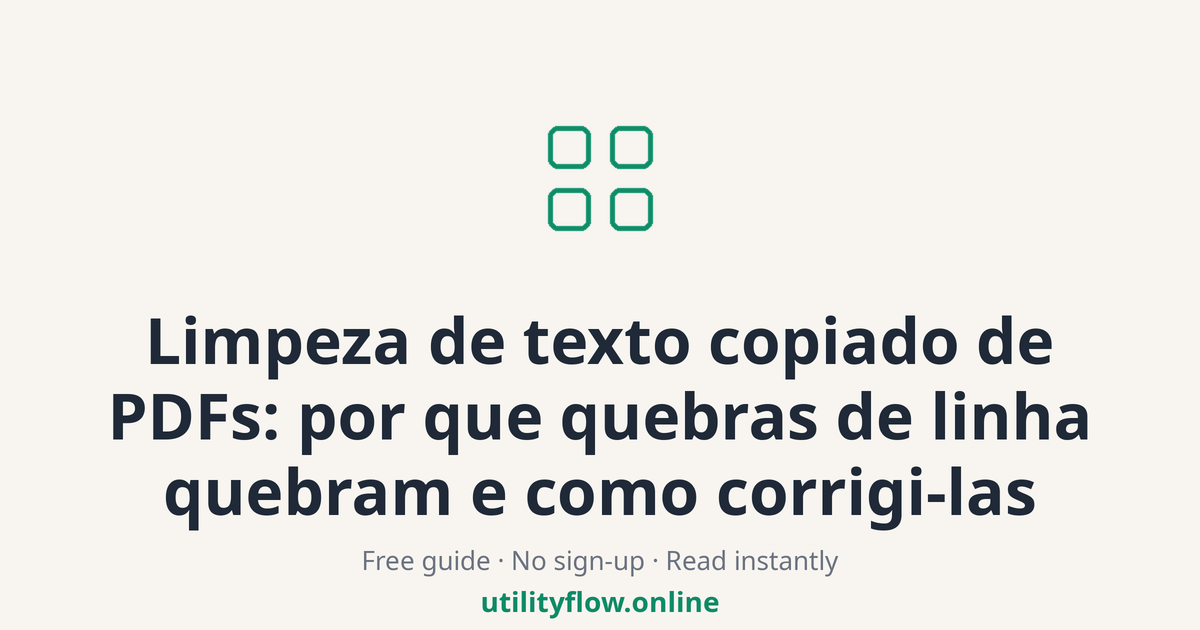 Limpeza de texto copiado de
PDFs: por que quebras de linha
quebram e como corrigi-las
Free guide · No sign-up · Read instantly
utilityflow.online